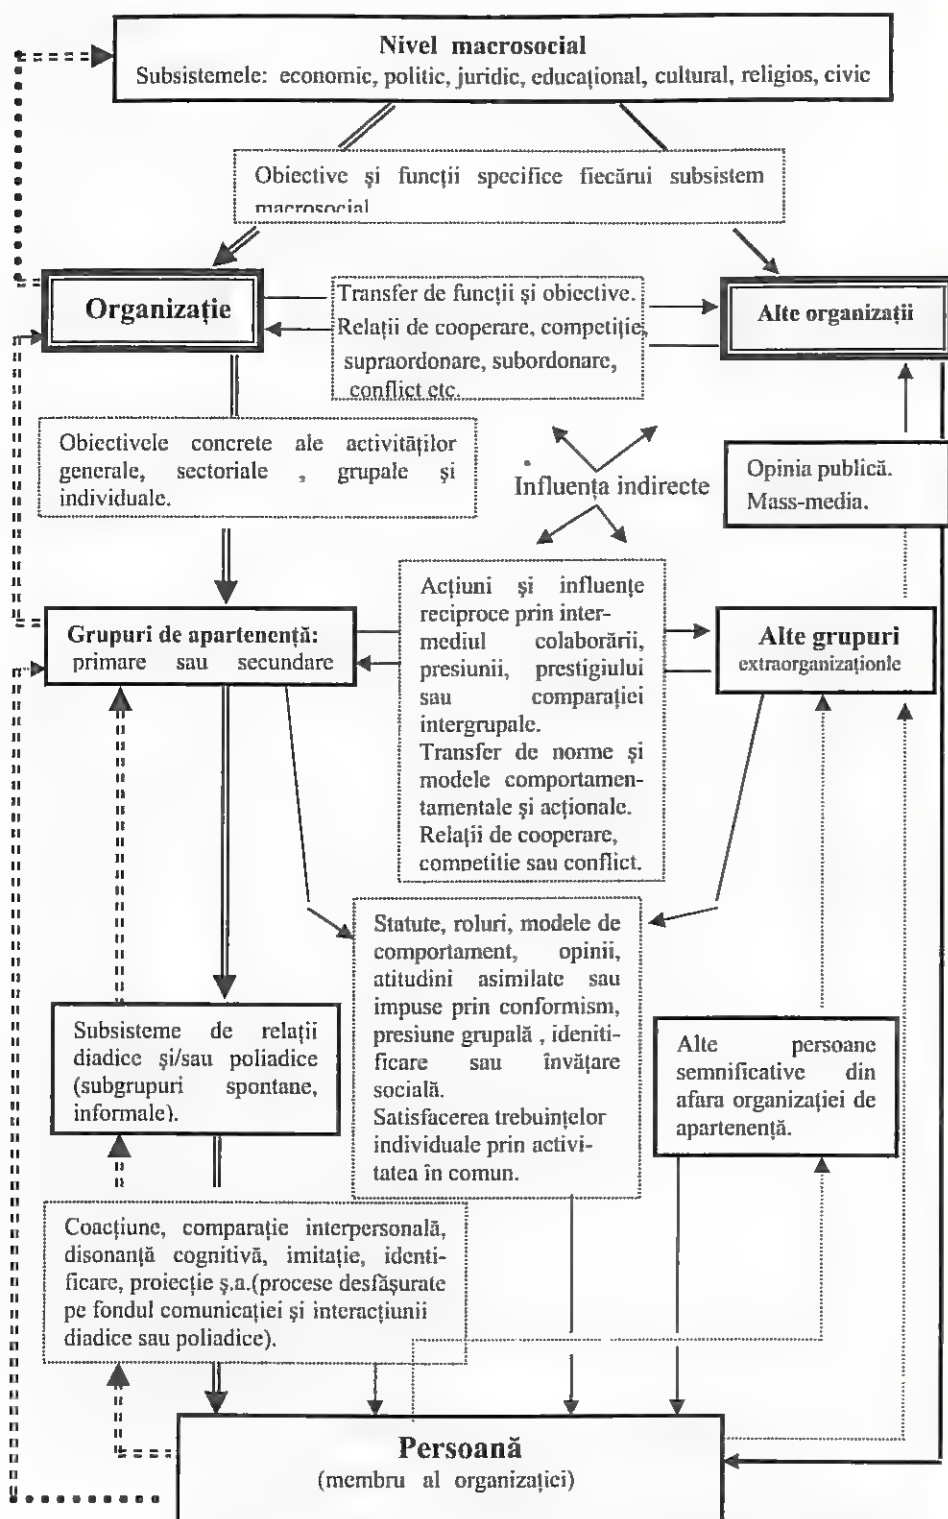 Nivel macrosocial
Subsistemele: economic, politic, juridic, educațional, cultural, religios, civic
Obiective și funcții specifice fiecărui subsistem
macrosocial
Organizație
Transfer de funcții și obiective.
Relații de cooperare, competiție,
supraordonare, subordonare,
conflict etc.
Alte organizații
Obiectivele concrete ale activităților
generale, sectoriale , grupale și
individuale.
Influența indirecte
Opinia publică.
Mass-media.
Grupuri de apartenență:
primare sau secundare
Acțiuni și influențe
reciproce prin inter-
mediul colaborării,
presiunii, prestigiului
sau comparației
intergrupale.
Transfer de norme și
modele comportamen-
tamentale și acționale.
Relații de cooperare,
competitie sau conflict.
Alte grupuri
extraorganizaționle
Statute, roluri, modele de
comportament, opinii,
atitudini asimilate sau
impuse prin conformism,
presiune grupală , ideniti-
ficare sau învățare
socială.
Satisfacerea trebuințelor
individuale prin activi-
tatea în comun.
Subsisteme de relații
diadice și/sau poliadice
(subgrupuri spontane,
informale).
Alte persoane
semnificative din
afara organizației de
apartenență.
Coacțiune, comparație interpersonală,
disonanță cognitivă, imitație, identi-
ficare, proiecție ș.a.(procese desfășurate
pe fondul comunicației și interacțiunii
diadice sau poliadice).
Persoană
(membru al organizației)